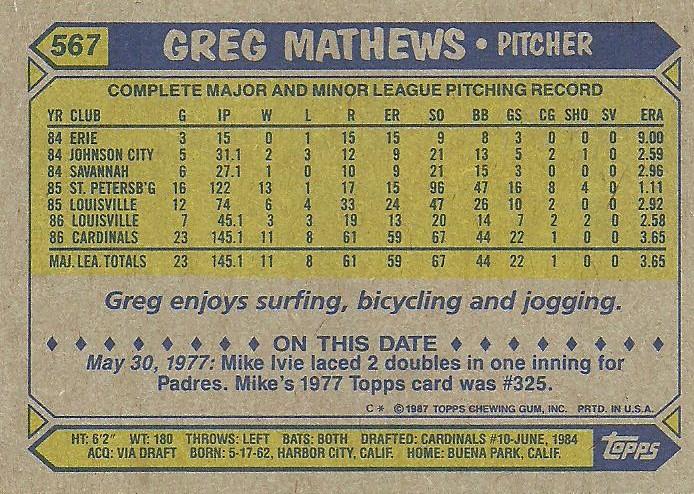 567 GREG MATHEWS • PITCHER
COMPLETE MAJOR AND MINOR LEAGUE PITCHING RECORD
YR CLUB G IP W L R ER SO BB GS CG SHO SV ERA
84 ERIE 3 15 0 1 15 15 9 8 3 0 0 0 9.00
84 JOHNSON CITY 5 31.1 2 3 12 9 21 13 5 2 1 0 2.59
84 SAVANNAH 6 27.1 1 0 10 9 21 15 3 0 0 0 2.96
85 ST. PETERSB'G 16 122 13 1 17 15 96 47 16 8 4 0 1.11
85 LOUISVILLE 12 74 6 4 33 24 47 26 10 2 0 0 2.92
86 LOUISVILLE 7 45.1 3 3 19 13 20 14 7 2 2 0 2.58
86 CARDINALS 23 145.1 11 8 61 59 67 44 22 1 0 0 3.65
MAJ. LEA. TOTALS 23 145.1 11 8 61 59 67 44 22 1 0 0 3.65
Greg enjoys surfing, bicycling and jogging.
ON THIS DATE
May 30, 1977: Mike Ivie laced 2 doubles in one inning for
Padres. Mike's 1977 Topps card was #325.
C * © 1987 TOPPS CHEWING GUM, INC. PRTD. IN U.S.A.
HT: 6'2" WT: 180 THROWS: LEFT BATS: BOTH DRAFTED: CARDINALS #10-JUNE, 1984
ACQ: VIA DRAFT BORN: 5-17-62, HARBOR CITY, CALIF. HOME: BUENA PARK, CALIF.
topps